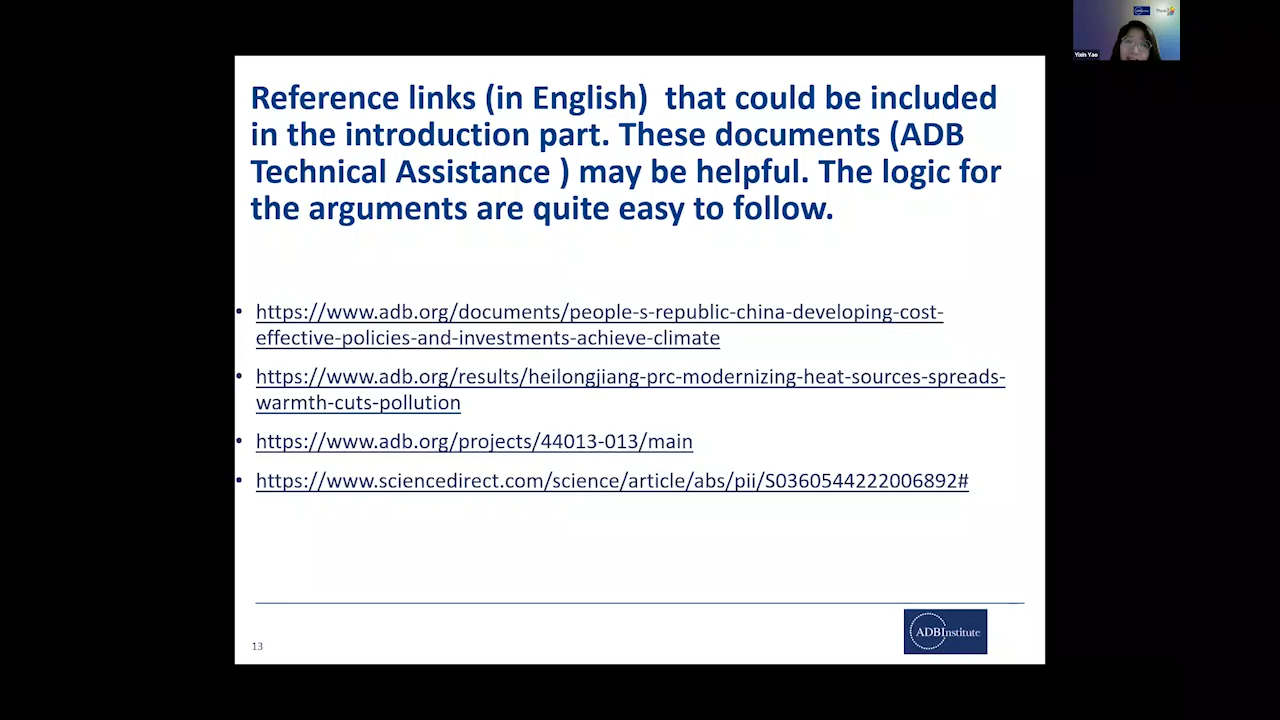 Yixin Yao
Reference links (in English)  that could be included
in the introduction part. These documents (ADB
Technical Assistance ) may be helpful. The logic for
the arguments are quite easy to follow.
• https://www.adb.org/documents/people-s-republic-china-developing-cost-
effective-policies-and-investments-achieve-climate
• https://www.adb.org/results/heilongjiang-prc-modernizing-heat-sources-spreads-
warmth-cuts-pollution
• https://www.adb.org/projects/44013-013/main
• https://www.sciencedirect.com/science/article/abs/pii/S0360544222006892#
13
ADBInstitute